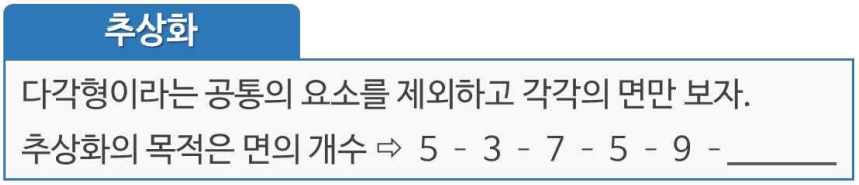 추상화
다각형이라는 공통의 요소를 제외하고 각각의 면만 보자.
추상화의 목적은 면의 개수 ⇨ 5 - 3 - 7 - 5 - 9 -______